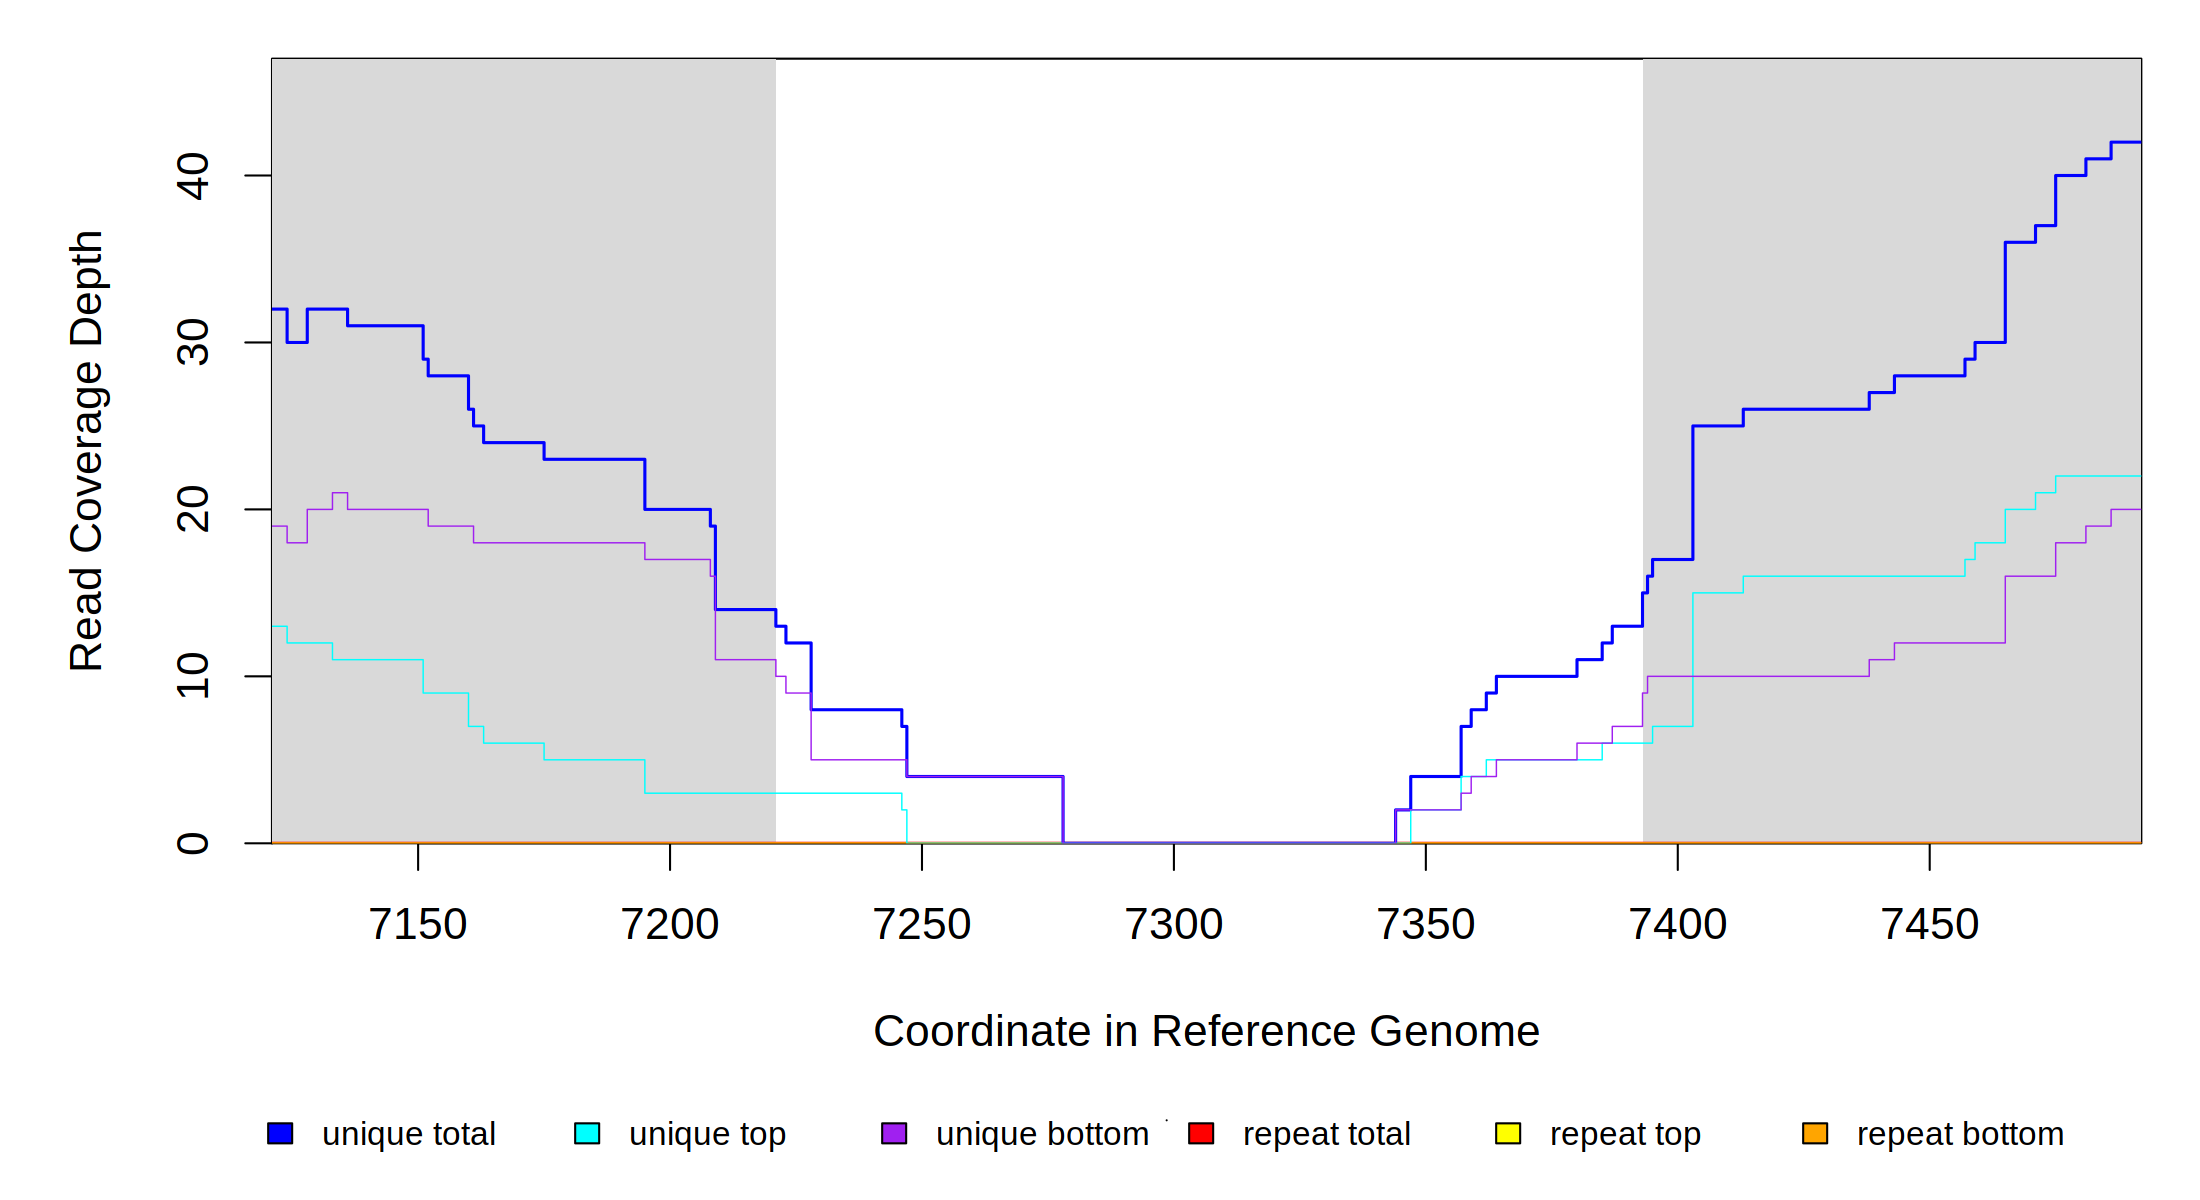 Read Coverage Depth
40
30
20
10
0
7150 7200 7250 7300 7350 7400 7450
Coordinate in Reference Genome
unique total unique top unique bottom repeat total repeat top repeat bottom